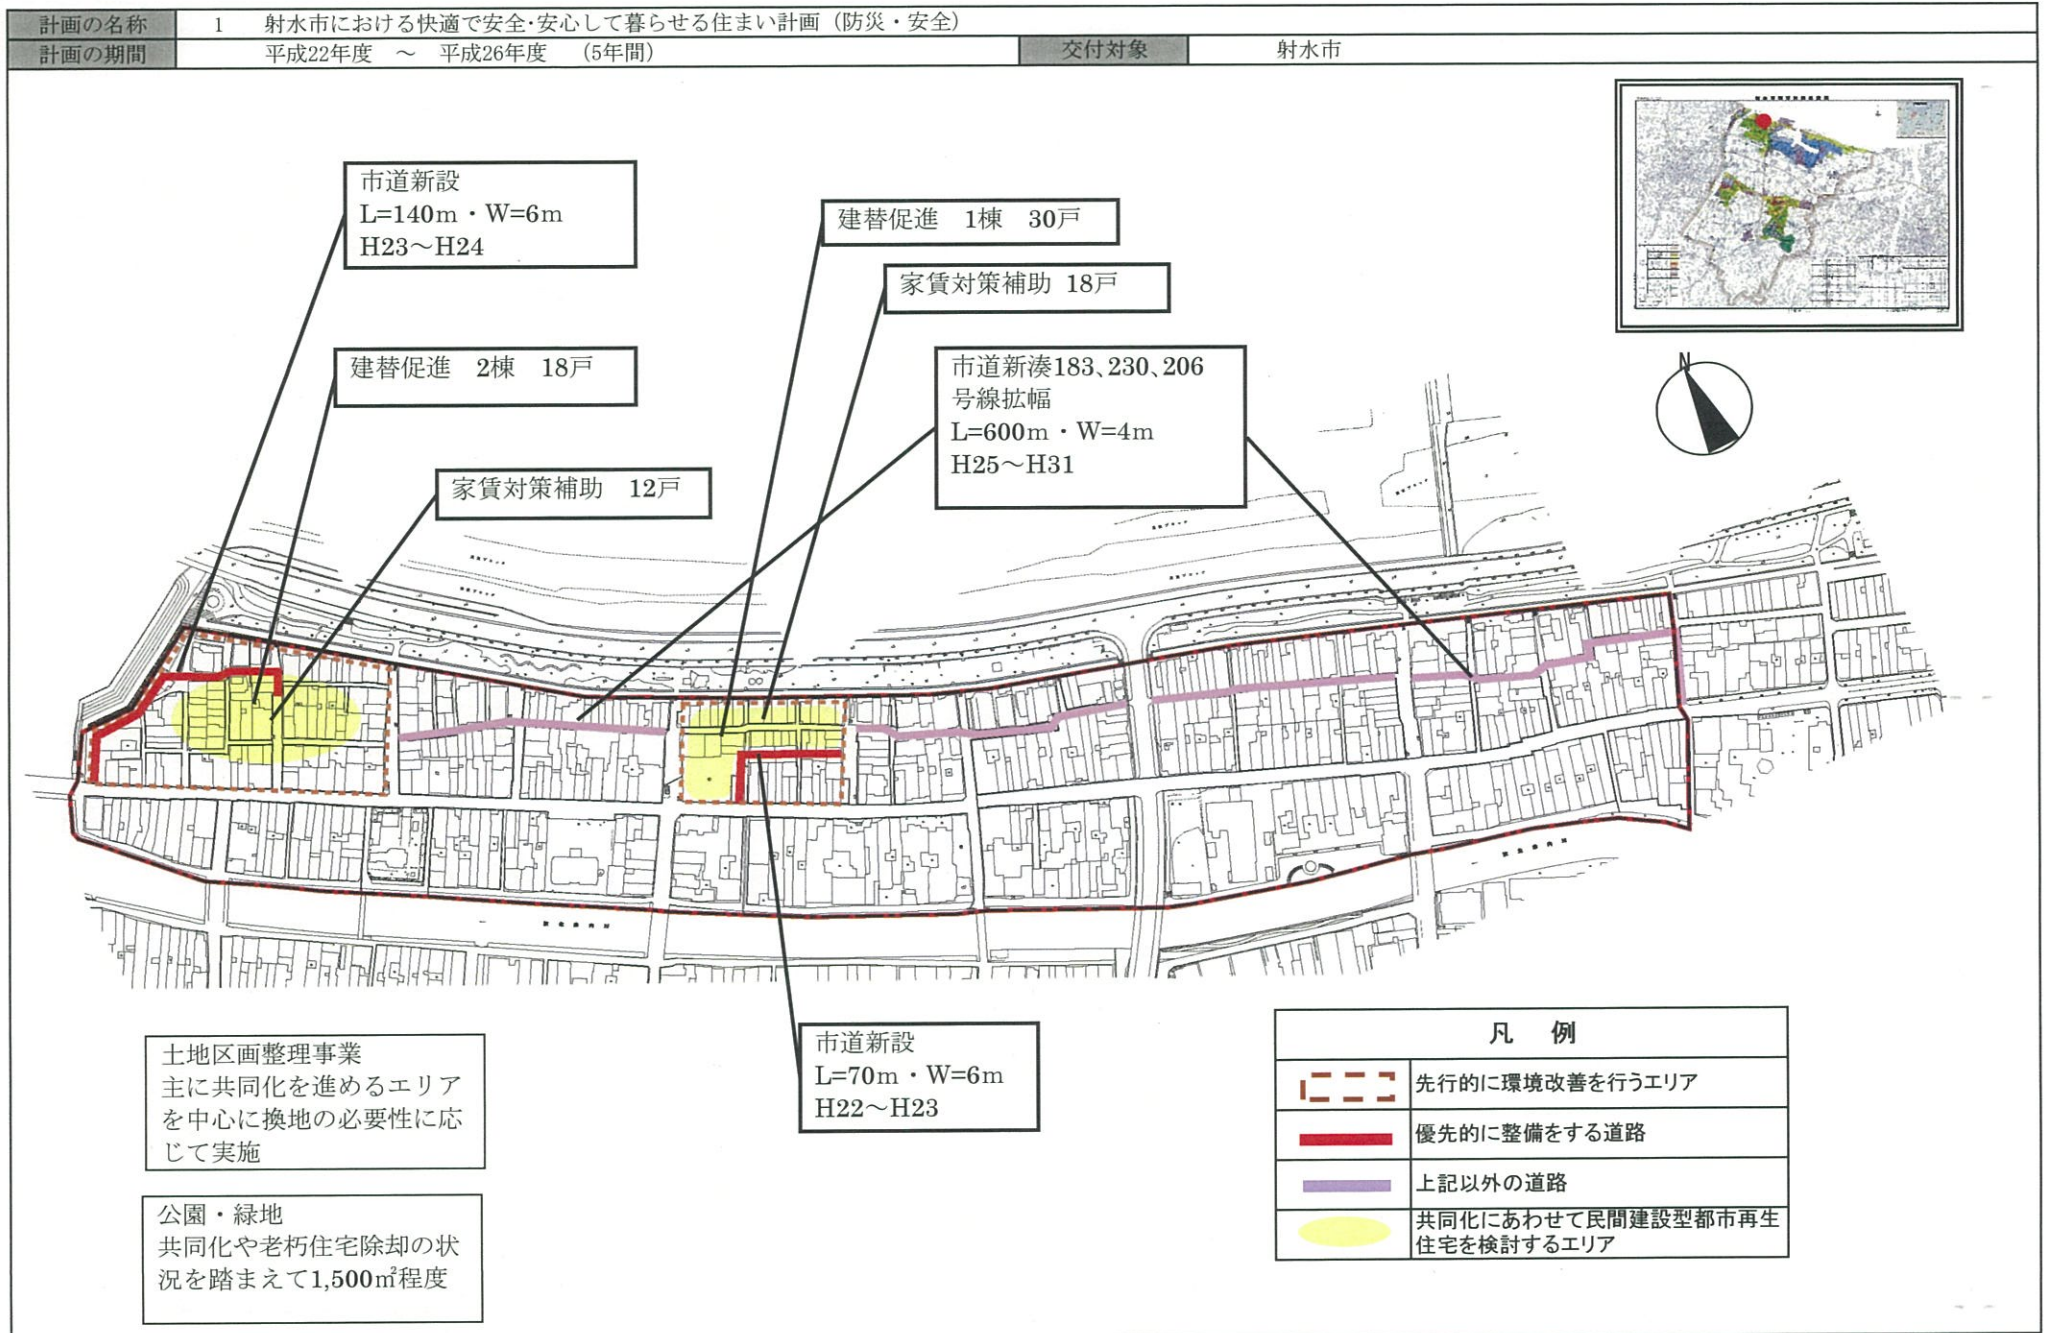 計画の名称 1 射水市における快適で安全・安心して暮らせる住まい計画（防災・安全）
計画の期間 平成22年度 ～ 平成26年度 （5年間） 交付対象 射水市
市道新設
L=140m・W=6m
H23～H24
建替促進 1棟 30戸
家賃対策補助 18戸
建替促進 2棟 18戸
市道新湊183、230、206
号線拡幅
L=600m・W=4m
H25～H31
家賃対策補助 12戸
N
市道新設
L=70m・W=6m
H22～H23
土地区画整理事業
主に共同化を進めるエリア
を中心に換地の必要性に応
じて実施
公園・緑地
共同化や老朽住宅除却の状
況を踏まえて1,500㎡程度
凡 例
先行的に環境改善を行うエリア
優先的に整備をする道路
上記以外の道路
共同化にあわせて民間建設型都市再生
住宅を検討するエリア